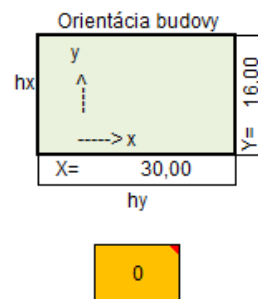 Orientácia budovy
y
hx
-----> x
Y= 16,00
X= 30,00
hy
0